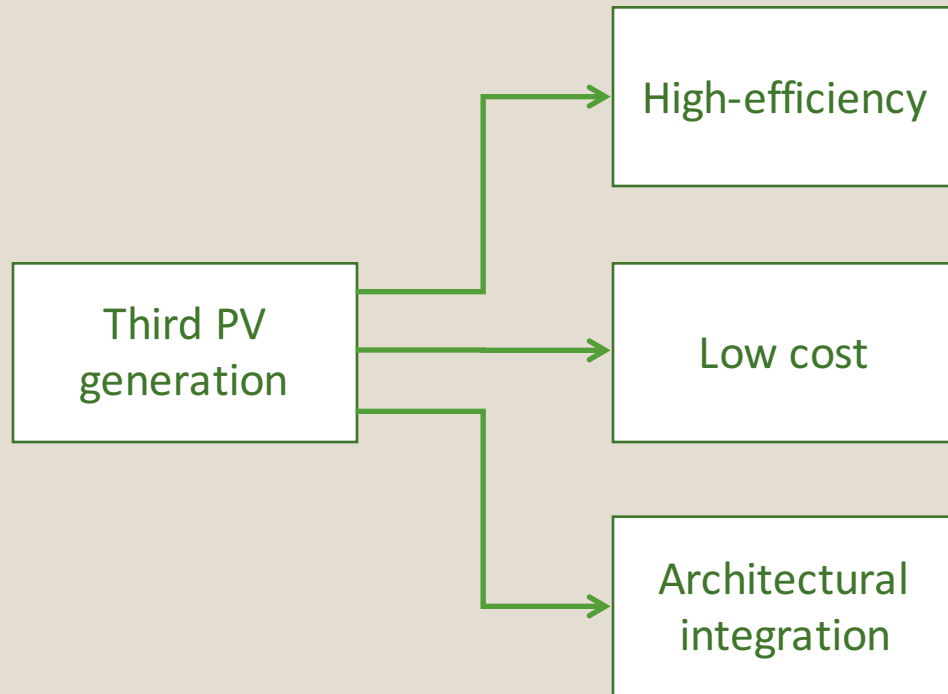 High-efficiency
Third PV
generation
Low cost
Architectural
integration